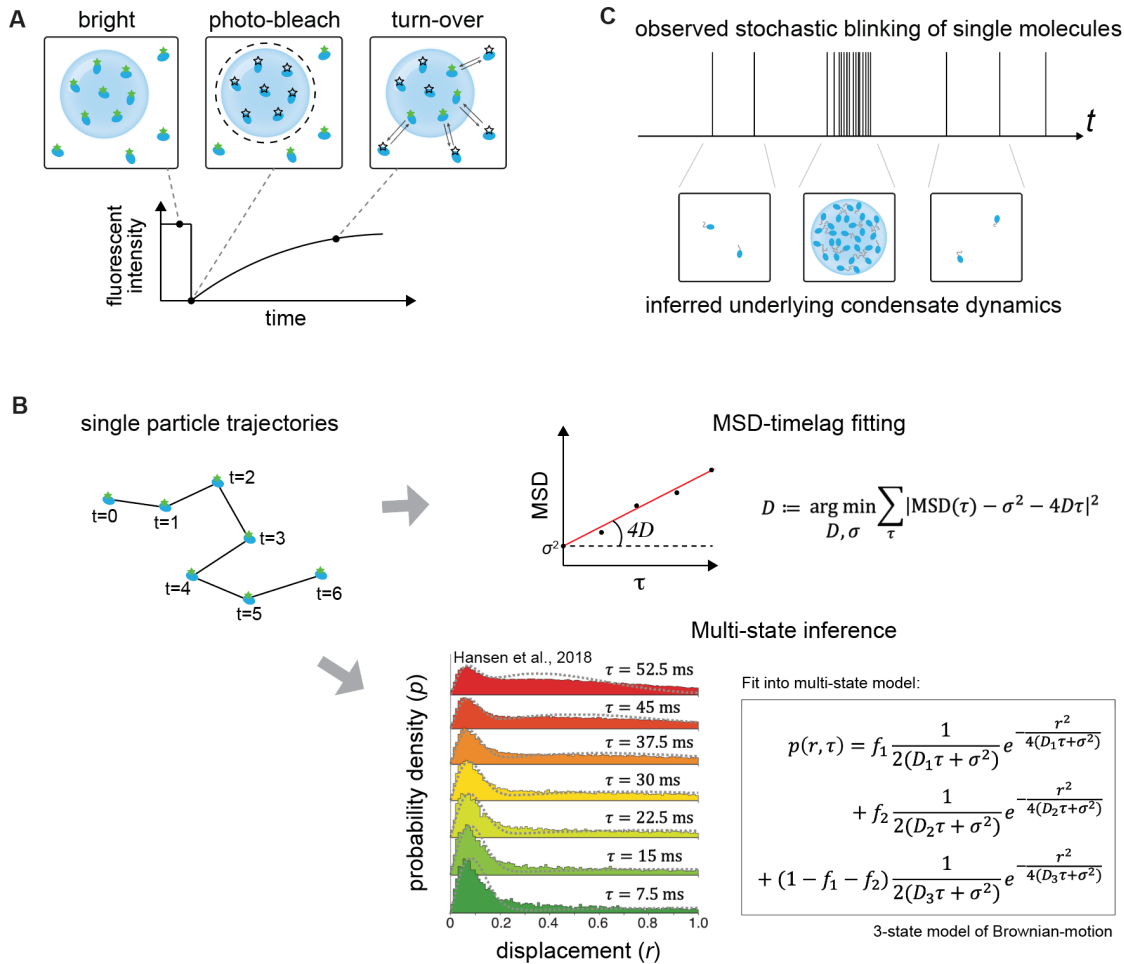 A
bright
photo-bleach
turn-over
fluorescent
intensity
time
C
observed stochastic blinking of single molecules
t
inferred underlying condensate dynamics
B
single particle trajectories
t=0
t=1
t=2
t=3
t=4
t=5
t=6
MSD-timelag fitting
MSD
4D
σ²
τ
D ≔ arg min ∑ |MSD(τ) − σ² − 4Dτ|²
D, σ τ
Multi-state inference
Hansen et al., 2018
probability density (p)
τ = 52.5 ms
τ = 45 ms
τ = 37.5 ms
τ = 30 ms
τ = 22.5 ms
τ = 15 ms
τ = 7.5 ms
0 0.2 0.4 0.6 0.8 1.0
displacement (r)
Fit into multi-state model:
p(r, τ) = f₁ 1/(2(D₁τ + σ²)) e^(−r²/(4(D₁τ+σ²)))
+ f₂ 1/(2(D₂τ + σ²)) e^(−r²/(4(D₂τ+σ²)))
+ (1 − f₁ − f₂) 1/(2(D₃τ + σ²)) e^(−r²/(4(D₃τ+σ²)))
3-state model of Brownian-motion